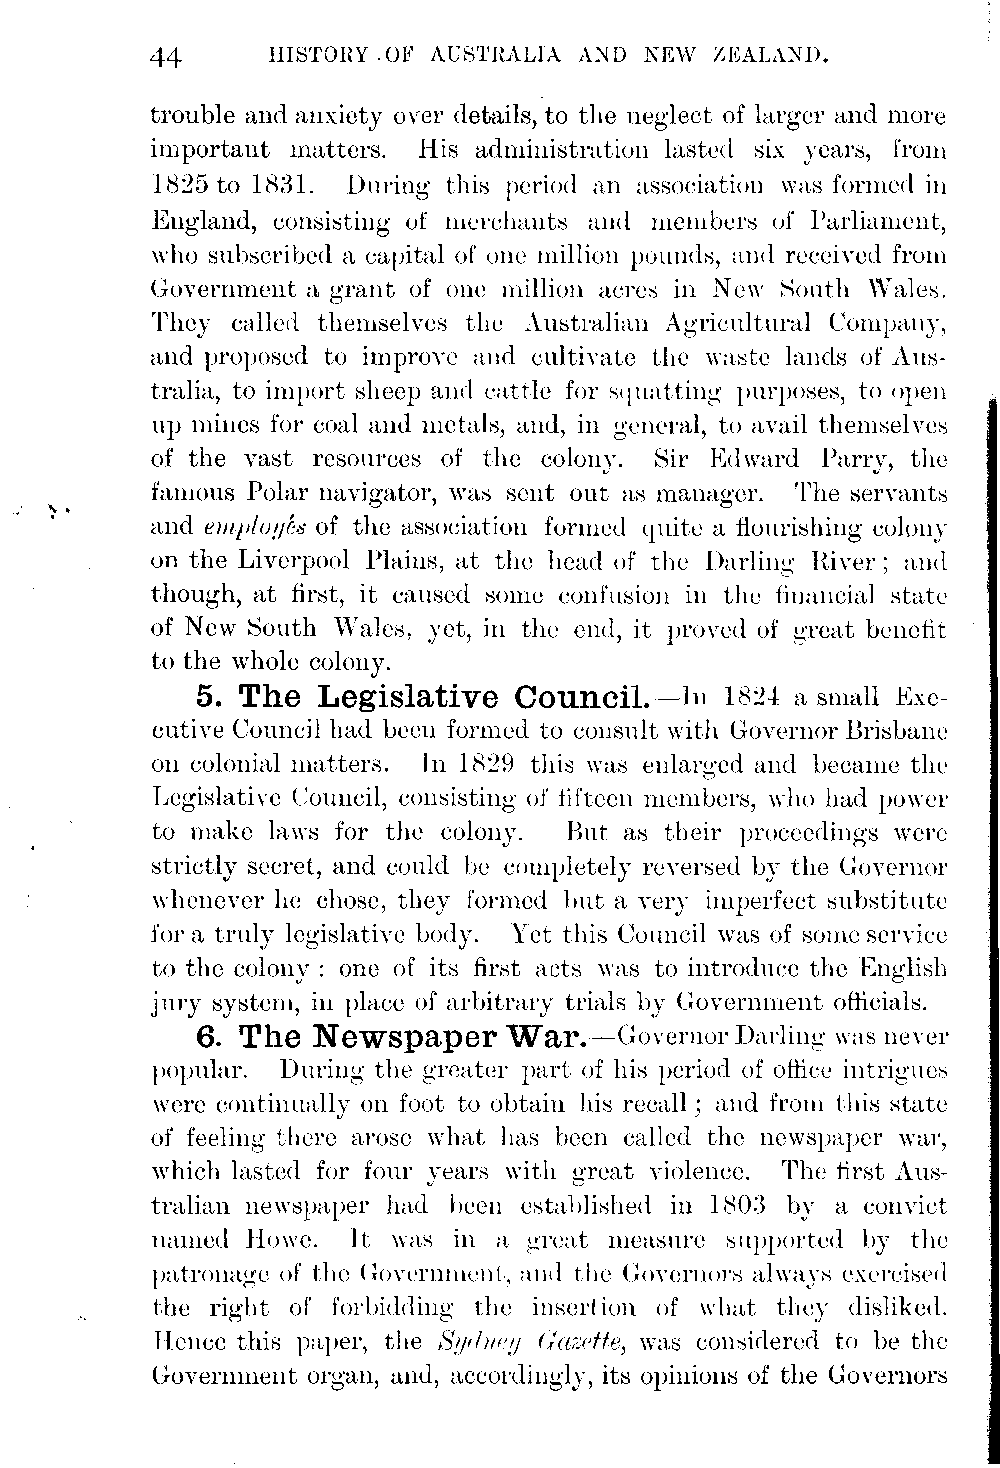 44 HISTORY OF AUSTRALIA AND NEW ZEALAND.
trouble and anxiety over details, to the neglect of larger and more
important matters. His administration lasted six years, from
1825 to 1831. During this period an association was formed in
England, consisting of merchants and members of Parliament,
who subscribed a capital of one million pounds, and received from
Government a grant of one million acres in New South Wales.
They called themselves the Australian Agricultural Company,
and proposed to improve and cultivate the waste lands of Aus-
tralia, to import sheep and cattle for squatting purposes, to open
up mines for coal and metals, and, in general, to avail themselves
of the vast resources of the colony. Sir Edward Parry, the
famous Polar navigator, was sent out as manager. The servants
and employés of the association formed quite a flourishing colony
on the Liverpool Plains, at the head of the Darling River; and
though, at first, it caused some confusion in the financial state
of New South Wales, yet, in the end, it proved of great benefit
to the whole colony.
5. The Legislative Council.—In 1824 a small Exe-
cutive Council had been formed to consult with Governor Brisbane
on colonial matters. In 1829 this was enlarged and became the
Legislative Council, consisting of fifteen members, who had power
to make laws for the colony. But as their proceedings were
strictly secret, and could be completely reversed by the Governor
whenever he chose, they formed but a very imperfect substitute
for a truly legislative body. Yet this Council was of some service
to the colony: one of its first acts was to introduce the English
jury system, in place of arbitrary trials by Government officials.
6. The Newspaper War.—Governor Darling was never
popular. During the greater part of his period of office intrigues
were continually on foot to obtain his recall; and from this state
of feeling there arose what has been called the newspaper war,
which lasted for four years with great violence. The first Aus-
tralian newspaper had been established in 1803 by a convict
named Howe. It was in a great measure supported by the
patronage of the Government, and the Governors always exercised
the right of forbidding the insertion of what they disliked.
Hence this paper, the Sydney Gazette, was considered to be the
Government organ, and, accordingly, its opinions of the Governors